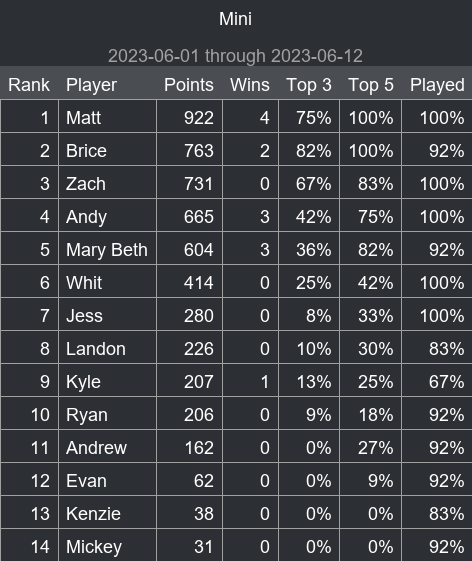 Mini
2023-06-01 through 2023-06-12
Rank Player Points Wins Top 3 Top 5 Played
1 Matt 922 4 75% 100% 100%
2 Brice 763 2 82% 100% 92%
3 Zach 731 0 67% 83% 100%
4 Andy 665 3 42% 75% 100%
5 Mary Beth 604 3 36% 82% 92%
6 Whit 414 0 25% 42% 100%
7 Jess 280 0 8% 33% 100%
8 Landon 226 0 10% 30% 83%
9 Kyle 207 1 13% 25% 67%
10 Ryan 206 0 9% 18% 92%
11 Andrew 162 0 0% 27% 92%
12 Evan 62 0 0% 9% 92%
13 Kenzie 38 0 0% 0% 83%
14 Mickey 31 0 0% 0% 92%